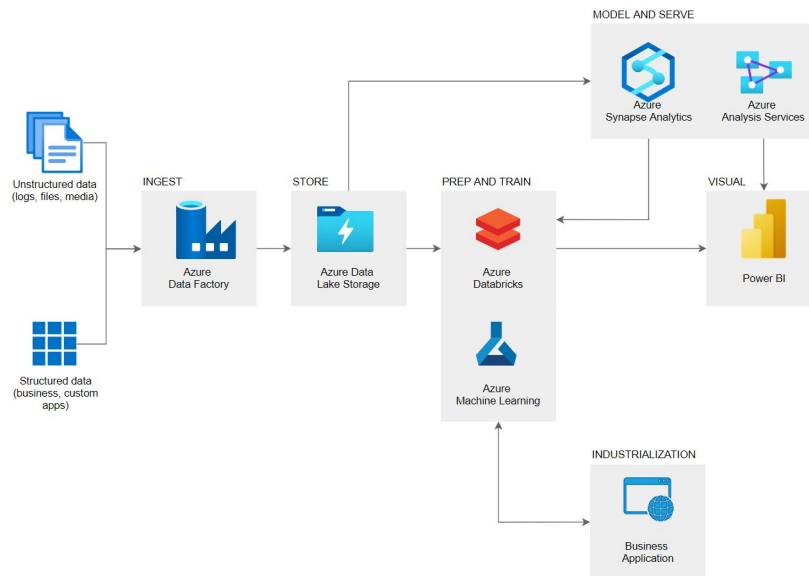 MODEL AND SERVE
Azure
Synapse Analytics
Azure
Analysis Services
Unstructured data
(logs, files, media)
INGEST
Azure
Data Factory
STORE
Azure Data
Lake Storage
PREP AND TRAIN
Azure
Databricks
Azure
Machine Learning
VISUAL
Power BI
Structured data
(business, custom
apps)
INDUSTRIALIZATION
Business
Application